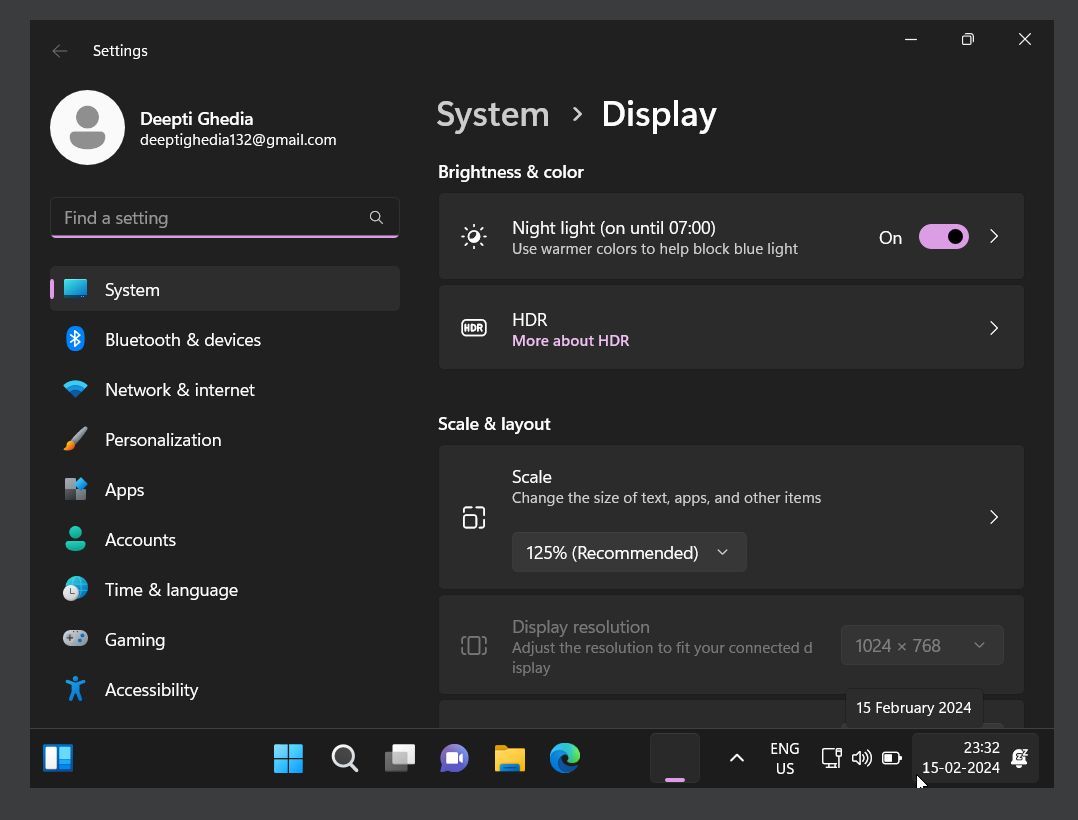 Settings
Deepti Ghedia
deeptighedia132@gmail.com
Find a setting
System
Bluetooth & devices
Network & internet
Personalization
Apps
Accounts
Time & language
Gaming
Accessibility
System > Display
Brightness & color
Night light (on until 07:00)
Use warmer colors to help block blue light
On
HDR
HDR
More about HDR
Scale & layout
Scale
Change the size of text, apps, and other items
125% (Recommended)
Display resolution
Adjust the resolution to fit your connected d
isplay
1024 × 768
15 February 2024
ENG
US
23:32
15-02-2024